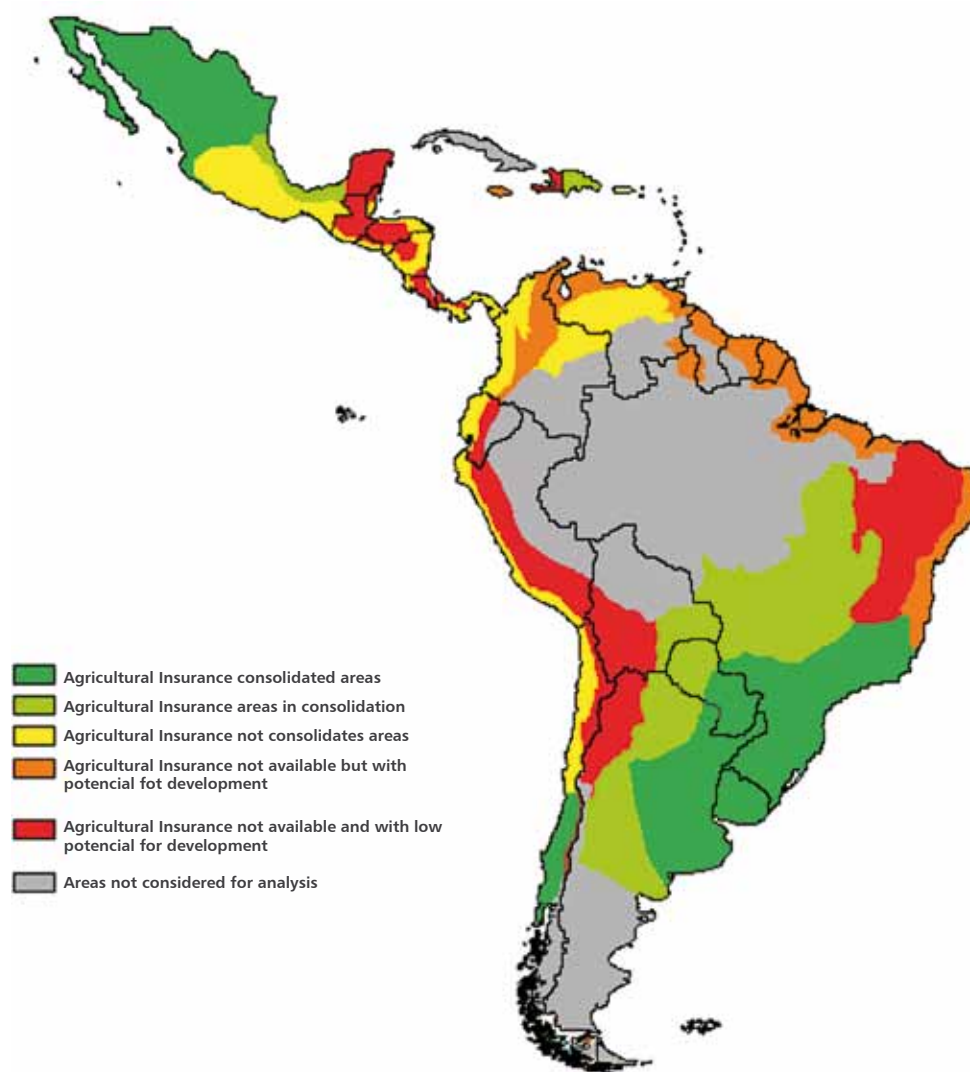 Agricultural Insurance consolidated areas
Agricultural Insurance areas in consolidation
Agricultural Insurance not consolidates areas
Agricultural Insurance not available but with
potencial fot development
Agricultural Insurance not available and with low
potencial for development
Areas not considered for analysis